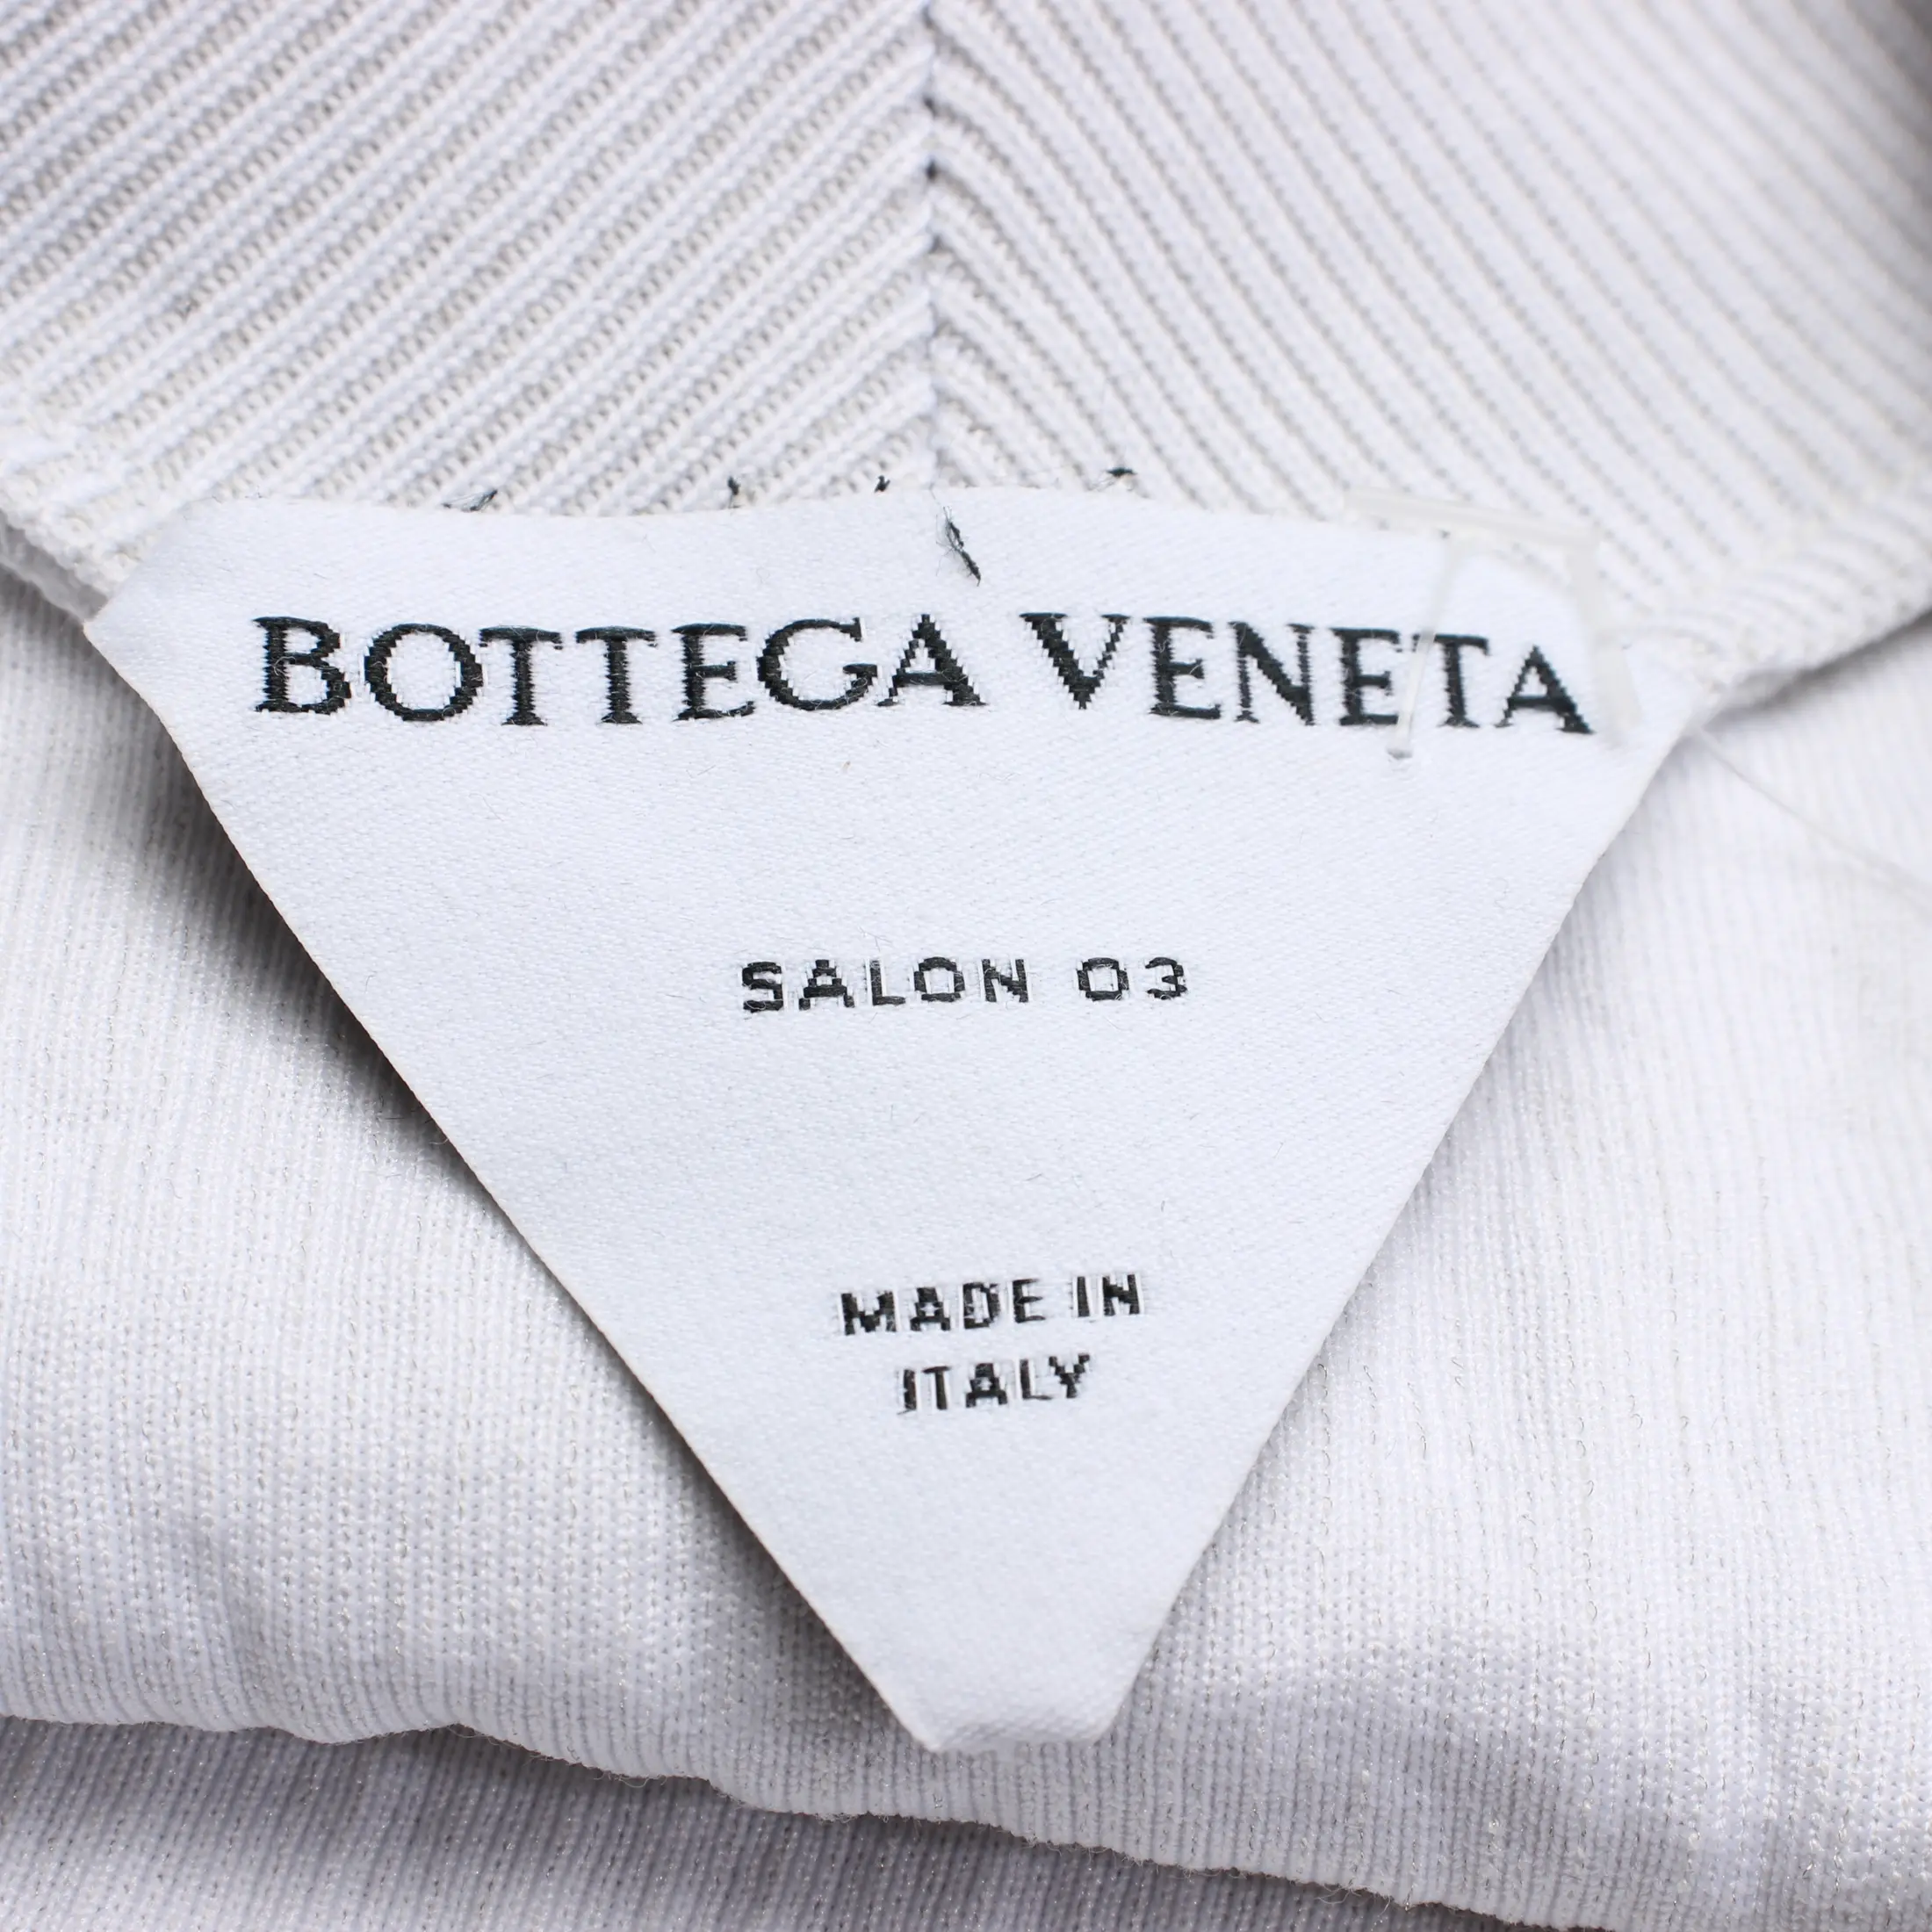 BOTTEGA VENETA
SALON 03
MADE IN
ITALY